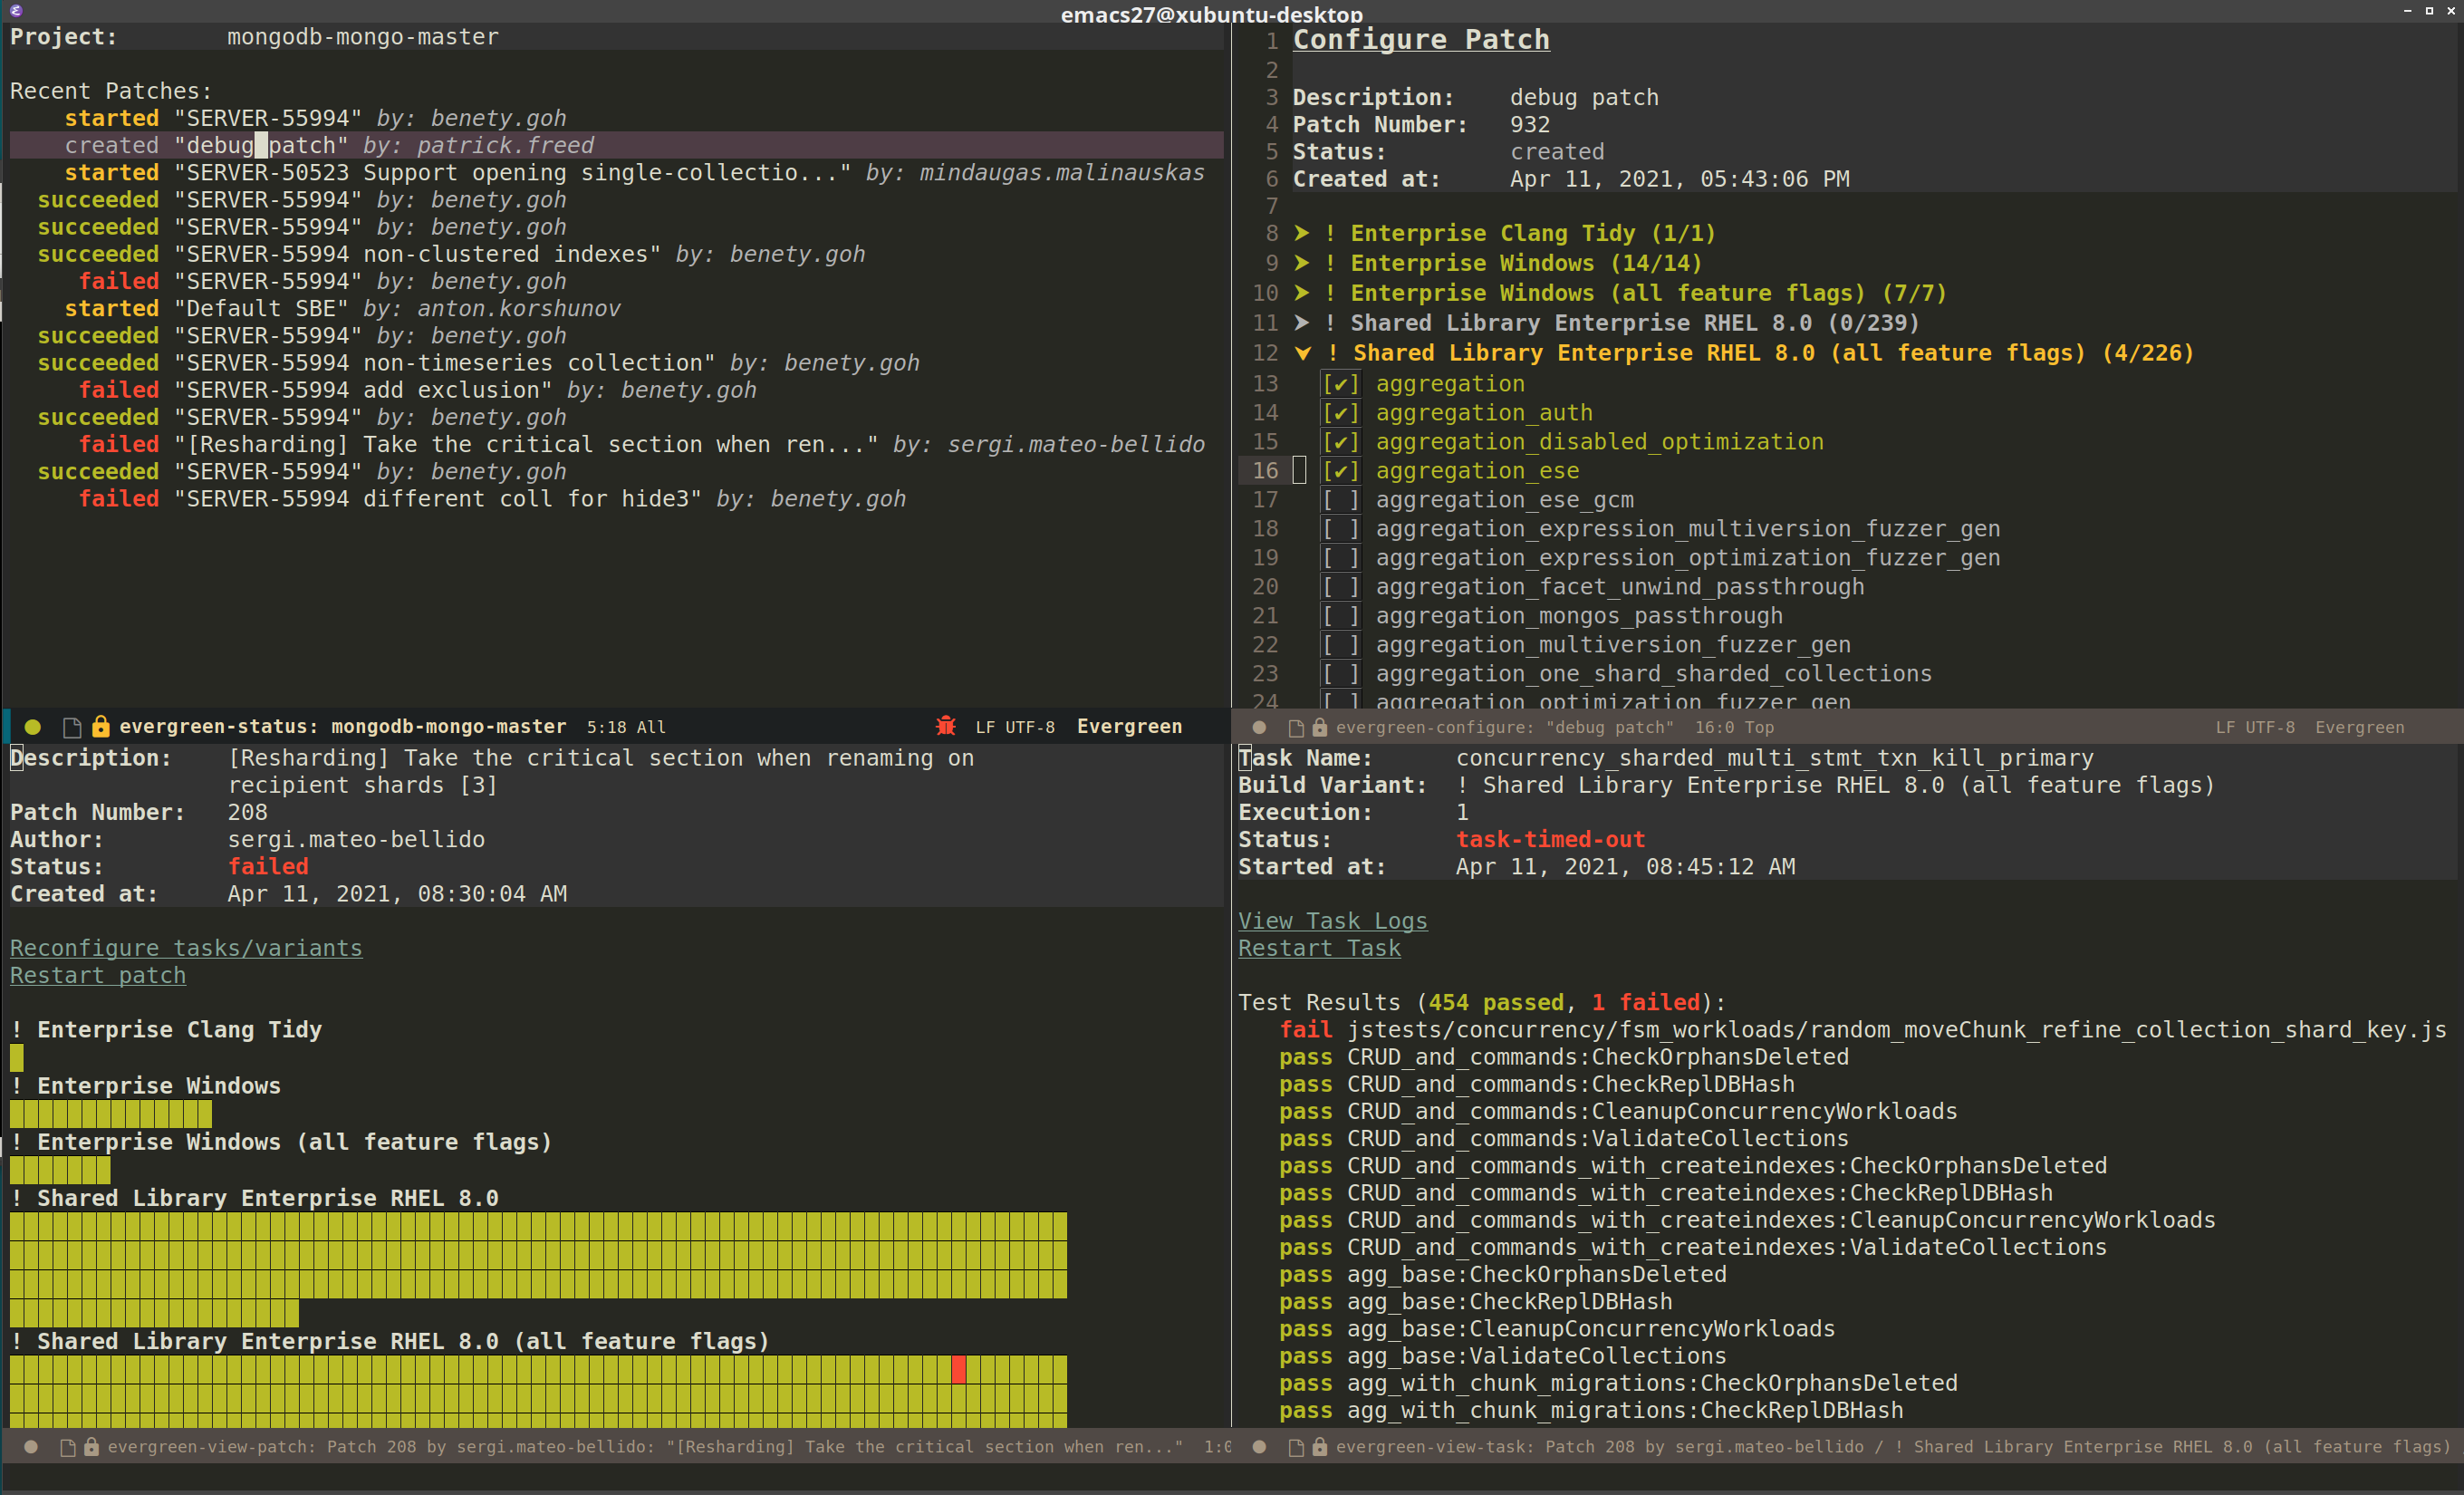 emacs27@xubuntu-desktop
Project: mongodb-mongo-master
Recent Patches:
started "SERVER-55994" by: benety.goh
created "debug patch" by: patrick.freed
started "SERVER-50523 Support opening single-collectio..." by: mindaugas.malinauskas
succeeded "SERVER-55994" by: benety.goh
succeeded "SERVER-55994" by: benety.goh
succeeded "SERVER-55994 non-clustered indexes" by: benety.goh
failed "SERVER-55994" by: benety.goh
started "Default SBE" by: anton.korshunov
succeeded "SERVER-55994" by: benety.goh
succeeded "SERVER-55994 non-timeseries collection" by: benety.goh
failed "SERVER-55994 add exclusion" by: benety.goh
succeeded "SERVER-55994" by: benety.goh
failed "[Resharding] Take the critical section when ren..." by: sergi.mateo-bellido
succeeded "SERVER-55994" by: benety.goh
failed "SERVER-55994 different coll for hide3" by: benety.goh
evergreen-status: mongodb-mongo-master 5:18 All LF UTF-8 Evergreen
1 Configure Patch
2
3 Description: debug patch
4 Patch Number: 932
5 Status: created
6 Created at: Apr 11, 2021, 05:43:06 PM
7
8 ➤ ! Enterprise Clang Tidy (1/1)
9 ➤ ! Enterprise Windows (14/14)
10 ➤ ! Enterprise Windows (all feature flags) (7/7)
11 ➤ ! Shared Library Enterprise RHEL 8.0 (0/239)
12 ! Shared Library Enterprise RHEL 8.0 (all feature flags) (4/226)
13 [✔] aggregation
14 [✔] aggregation_auth
15 [✔] aggregation_disabled_optimization
16 [✔] aggregation_ese
17 [ ] aggregation_ese_gcm
18 [ ] aggregation_expression_multiversion_fuzzer_gen
19 [ ] aggregation_expression_optimization_fuzzer_gen
20 [ ] aggregation_facet_unwind_passthrough
21 [ ] aggregation_mongos_passthrough
22 [ ] aggregation_multiversion_fuzzer_gen
23 [ ] aggregation_one_shard_sharded_collections
24 [ ] aggregation_optimization_fuzzer_gen
evergreen-configure: "debug patch" 16:0 Top LF UTF-8 Evergreen
Description: [Resharding] Take the critical section when renaming on
recipient shards [3]
Patch Number: 208
Author: sergi.mateo-bellido
Status: failed
Created at: Apr 11, 2021, 08:30:04 AM
Reconfigure tasks/variants
Restart patch
! Enterprise Clang Tidy
! Enterprise Windows
! Enterprise Windows (all feature flags)
! Shared Library Enterprise RHEL 8.0
! Shared Library Enterprise RHEL 8.0 (all feature flags)
evergreen-view-patch: Patch 208 by sergi.mateo-bellido: "[Resharding] Take the critical section when ren..." 1:0
Task Name: concurrency_sharded_multi_stmt_txn_kill_primary
Build Variant: ! Shared Library Enterprise RHEL 8.0 (all feature flags)
Execution: 1
Status: task-timed-out
Started at: Apr 11, 2021, 08:45:12 AM
View Task Logs
Restart Task
Test Results (454 passed, 1 failed):
fail jstests/concurrency/fsm_workloads/random_moveChunk_refine_collection_shard_key.js
pass CRUD_and_commands:CheckOrphansDeleted
pass CRUD_and_commands:CheckReplDBHash
pass CRUD_and_commands:CleanupConcurrencyWorkloads
pass CRUD_and_commands:ValidateCollections
pass CRUD_and_commands_with_createindexes:CheckOrphansDeleted
pass CRUD_and_commands_with_createindexes:CheckReplDBHash
pass CRUD_and_commands_with_createindexes:CleanupConcurrencyWorkloads
pass CRUD_and_commands_with_createindexes:ValidateCollections
pass agg_base:CheckOrphansDeleted
pass agg_base:CheckReplDBHash
pass agg_base:CleanupConcurrencyWorkloads
pass agg_base:ValidateCollections
pass agg_with_chunk_migrations:CheckOrphansDeleted
pass agg_with_chunk_migrations:CheckReplDBHash
evergreen-view-task: Patch 208 by sergi.mateo-bellido / ! Shared Library Enterprise RHEL 8.0 (all feature flags)